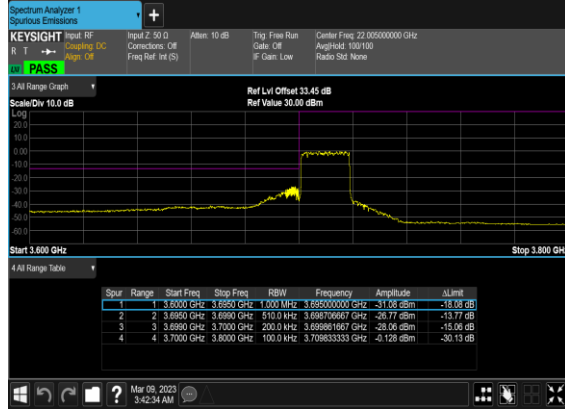 Spectrum Analyzer 1
Spurious Emissions
+
KEYSIGHT Input: RF Input Z: 50 Ω Atten: 10 dB Trig: Free Run Center Freq: 22.005000000 GHz
R T Coupling: DC Corrections: Off Gate: Off Avg|Hold: 100/100
Align: Off Freq Ref: Int (S) IF Gain: Low Radio Std: None
PASS
3 All Range Graph Ref Lvl Offset 33.45 dB
Scale/Div 10.0 dB Ref Value 30.00 dBm
Log
20.0
10.0
0.00
-10.0
-20.0
-30.0
-40.0
-50.0
-60.0
Start 3.600 GHz Stop 3.800 GH
4 All Range Table
Spur Range Start Freq Stop Freq RBW Frequency Amplitude ΔLimit
1 1 3.6000 GHz 3.6950 GHz 1.000 MHz 3.695000000 GHz -31.08 dBm -18.08 dB
2 2 3.6950 GHz 3.6990 GHz 510.0 kHz 3.698706667 GHz -26.77 dBm -13.77 dB
3 3 3.6990 GHz 3.7000 GHz 200.0 kHz 3.699861667 GHz -28.06 dBm -15.06 dB
4 4 3.7000 GHz 3.8000 GHz 100.0 kHz 3.709833333 GHz -0.128 dBm -30.13 dB
? Mar 09, 2023
3:42:34 AM